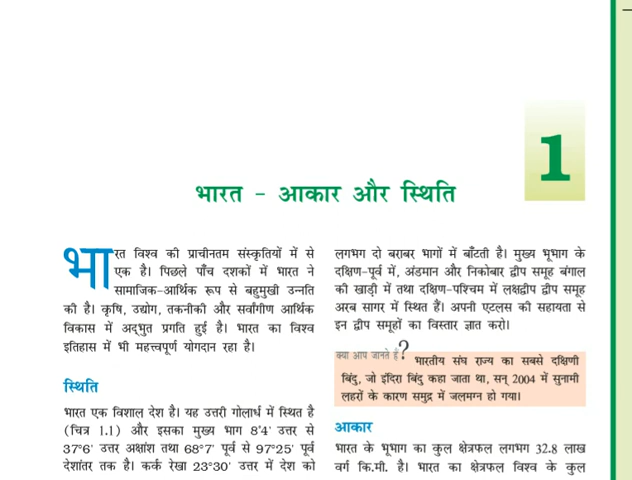 1
भारत - आकार और स्थिति
भारत विश्व की प्राचीनतम संस्कृतियों में से
एक है। पिछले पाँच दशकों में भारत ने
सामाजिक-आर्थिक रूप से बहुमुखी उन्नति
की है। कृषि, उद्योग, तकनीकी और सर्वांगीण आर्थिक
विकास में अद्भुत प्रगति हुई है। भारत का विश्व
इतिहास में भी महत्त्वपूर्ण योगदान रहा है।
स्थिति
भारत एक विशाल देश है। यह उत्तरी गोलार्ध में स्थित है
(चित्र 1.1) और इसका मुख्य भाग 8°4' उत्तर से
37°6' उत्तर अक्षांश तथा 68°7' पूर्व से 97°25' पूर्व
देशांतर तक है। कर्क रेखा 23°30' उत्तर में देश को
लगभग दो बराबर भागों में बाँटती है। मुख्य भूभाग के
दक्षिण-पूर्व में, अंडमान और निकोबार द्वीप समूह बंगाल
की खाड़ी में तथा दक्षिण-पश्चिम में लक्षद्वीप द्वीप समूह
अरब सागर में स्थित हैं। अपनी एटलस की सहायता से
इन द्वीप समूहों का विस्तार ज्ञात करो।
क्या आप जानते हैं?
भारतीय संघ राज्य का सबसे दक्षिणी
बिंदु, जो इंदिरा बिंदु कहा जाता था, सन् 2004 में सुनामी
लहरों के कारण समुद्र में जलमग्न हो गया।
आकार
भारत के भूभाग का कुल क्षेत्रफल लगभग 32.8 लाख
वर्ग कि.मी. है। भारत का क्षेत्रफल विश्व के कुल